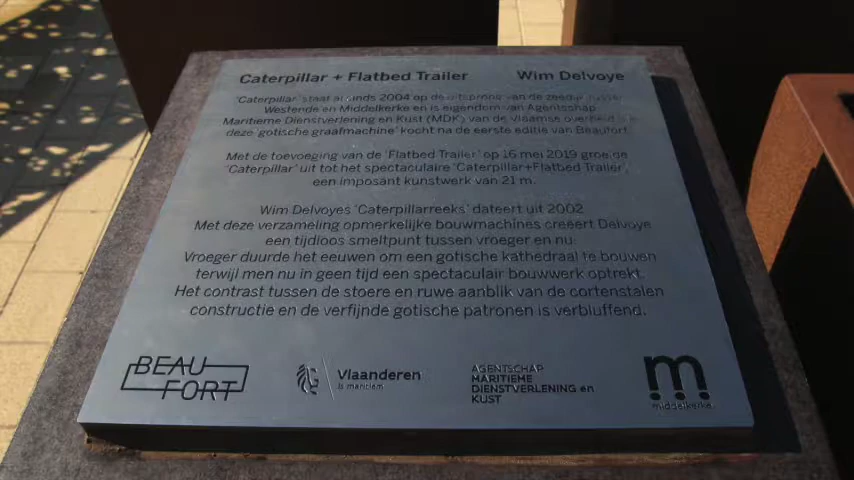 Caterpillar + Flatbed Trailer Wim Delvoye
'Caterpillar' staat sinds 2004 op de van de zeedijk tussen
Westende en Middelkerke en is eigendom van Agentschap
Maritieme Dienstverlening en Kust (MDK) van de Vlaamse overheid
deze 'gotische graafmachine' kocht na de eerste editie van Beaufort.
Met de toevoeging van de 'Flatbed Trailer' op 16 mei 2019 groeide
'Caterpillar' uit tot het spectaculaire 'Caterpillar+Flatbed Trailer',
een imposant kunstwerk van 21 m.
Wim Delvoyes 'Caterpillarreeks' dateert uit 2002
Met deze verzameling opmerkelijke bouwmachines creëert Delvoye
een tijdloos smeltpunt tussen vroeger en nu:
Vroeger duurde het eeuwen om een gotische kathedraal te bouwen
terwijl men nu in geen tijd een spectaculair bouwwerk optrekt.
Het contrast tussen de stoere en ruwe aanblik van de cortenstalen
constructie en de verfijnde gotische patronen is verbluffend.
BEAU
FORT
Vlaanderen
is maritiem
AGENTSCHAP
MARITIEME
DIENSTVERLENING en
KUST
m
middelkerke